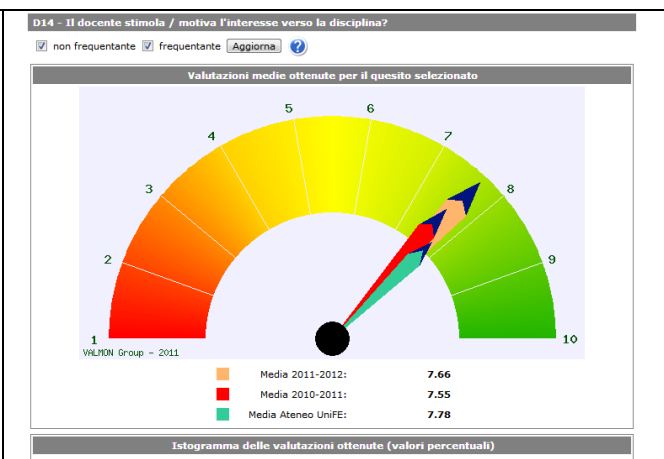 D14 - Il docente stimola / motiva l'interesse verso la disciplina?
non frequentante frequentante Aggiorna ?
Valutazioni medie ottenute per il quesito selezionato
1
2
3
4
5
6
7
8
9
10
VALMON Group - 2011
Media 2011-2012: 7.66
Media 2010-2011: 7.55
Media Ateneo UniFE: 7.78
Istogramma delle valutazioni ottenute (valori percentuali)